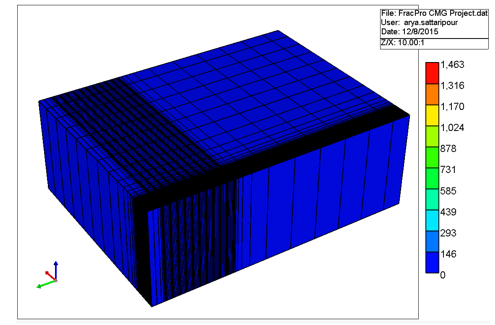 File: FracPro CMG Project.dat
User: arya.sattaripour
Date: 12/8/2015
Z/X: 10.00:1
1,463
1,316
1,170
1,024
878
731
585
439
293
146
0